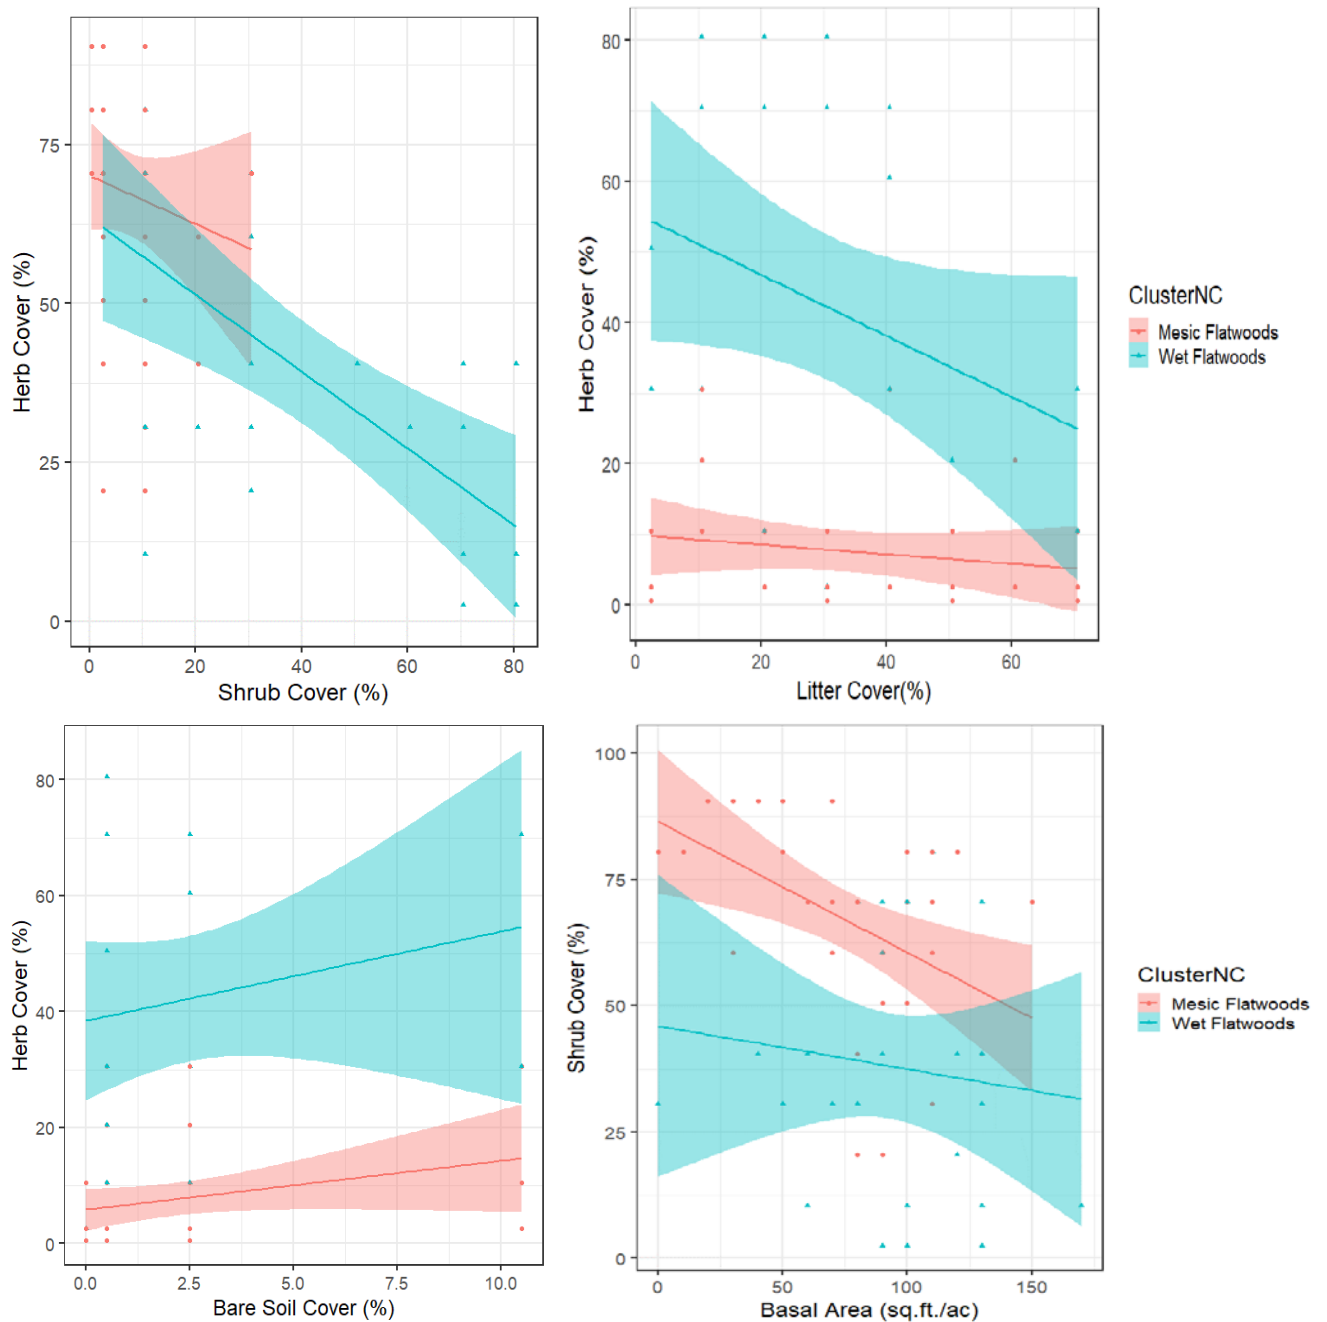 75
50
25
0
Herb Cover (%)
0 20 40 60 80
Shrub Cover (%)
80
60
40
20
0
Herb Cover (%)
0 20 40 60
Litter Cover(%)
ClusterNC
Mesic Flatwoods
Wet Flatwoods
80
60
40
20
0
Herb Cover (%)
0.0 2.5 5.0 7.5 10.0
Bare Soil Cover (%)
100
75
50
25
0
Shrub Cover (%)
0 50 100 150
Basal Area (sq.ft./ac)
ClusterNC
Mesic Flatwoods
Wet Flatwoods